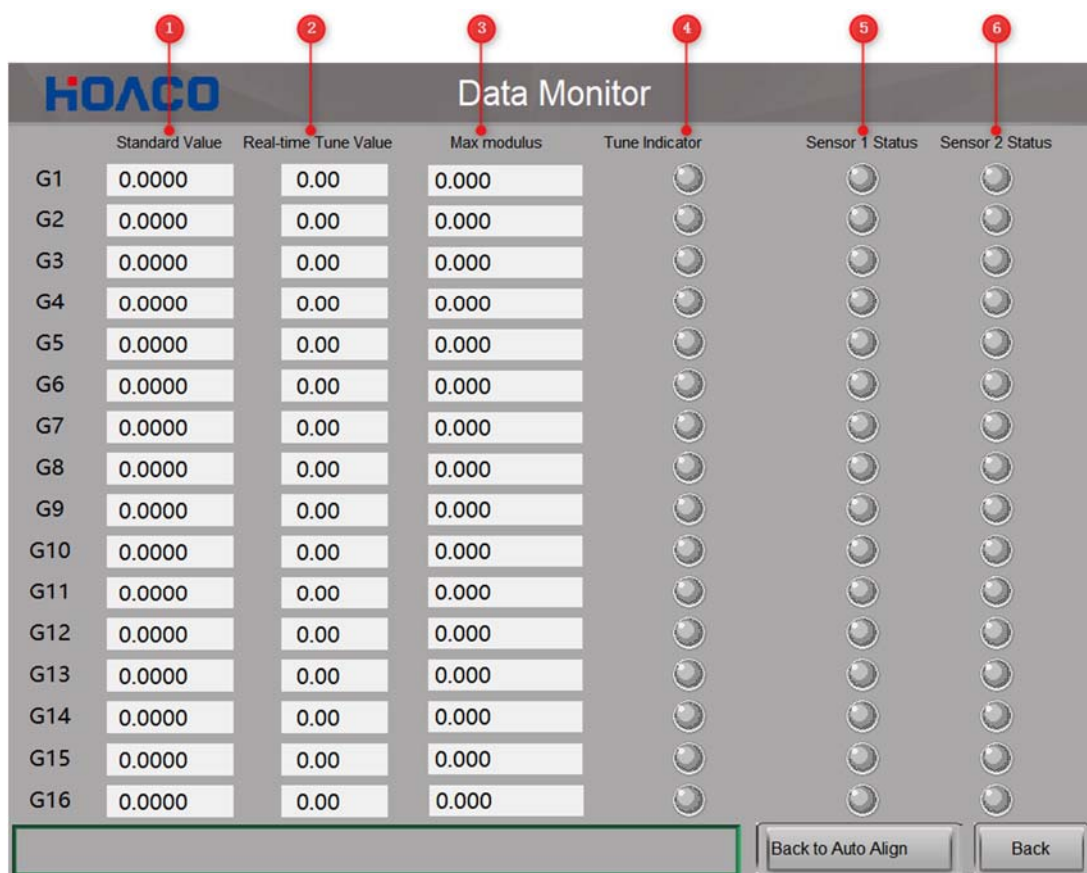 1 2 3 4 5 6
HOACO Data Monitor
Standard Value Real-time Tune Value Max modulus Tune Indicator Sensor 1 Status Sensor 2 Status
G1 0.0000 0.00 0.000
G2 0.0000 0.00 0.000
G3 0.0000 0.00 0.000
G4 0.0000 0.00 0.000
G5 0.0000 0.00 0.000
G6 0.0000 0.00 0.000
G7 0.0000 0.00 0.000
G8 0.0000 0.00 0.000
G9 0.0000 0.00 0.000
G10 0.0000 0.00 0.000
G11 0.0000 0.00 0.000
G12 0.0000 0.00 0.000
G13 0.0000 0.00 0.000
G14 0.0000 0.00 0.000
G15 0.0000 0.00 0.000
G16 0.0000 0.00 0.000
Back to Auto Align Back